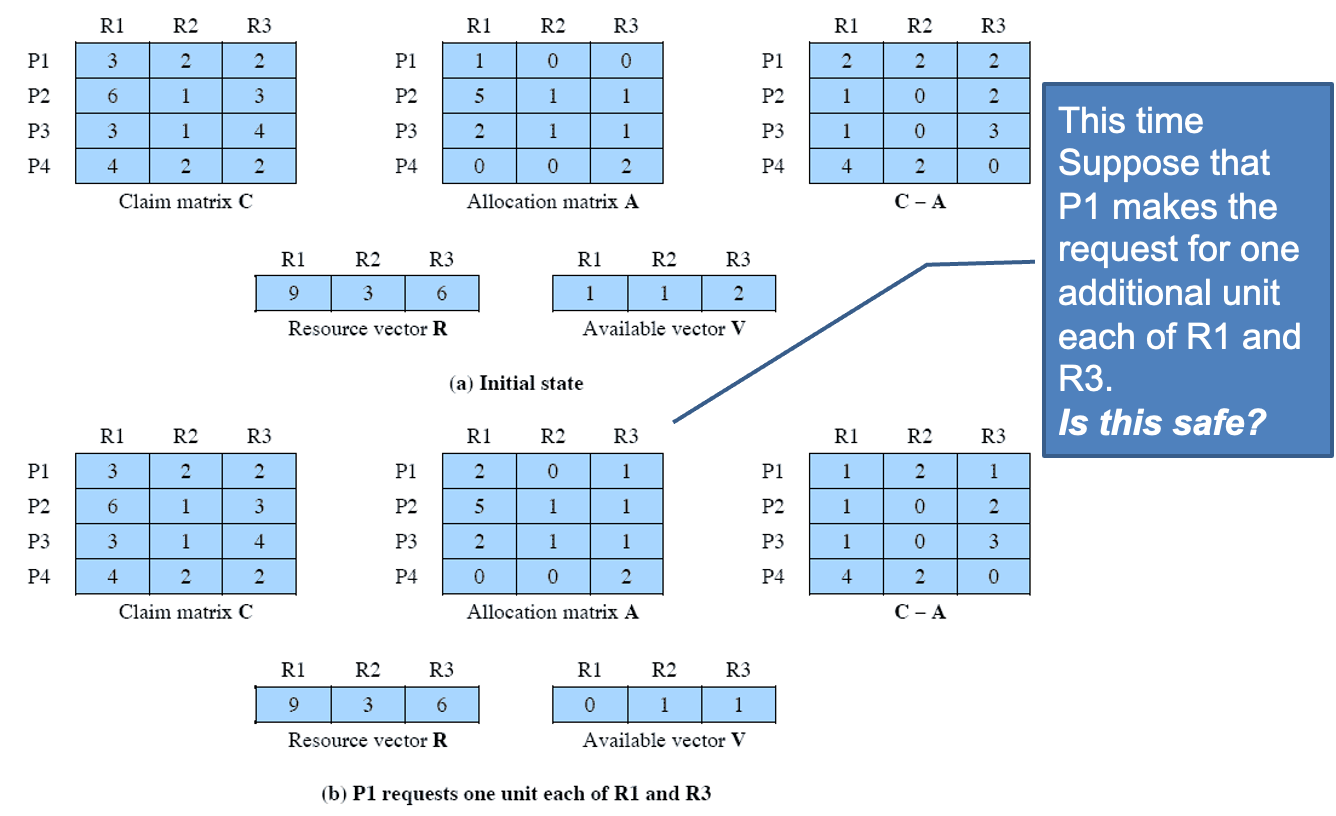 R1 R2 R3 R1 R2 R3 R1 R2 R3
P1 3 2 2 P1 1 0 0 P1 2 2 2
P2 6 1 3 P2 5 1 1 P2 1 0 2
P3 3 1 4 P3 2 1 1 P3 1 0 3
P4 4 2 2 P4 0 0 2 P4 4 2 0
Claim matrix C Allocation matrix A C – A
R1 R2 R3 R1 R2 R3
9 3 6 1 1 2
Resource vector R Available vector V
(a) Initial state
This time
Suppose that
P1 makes the
request for one
additional unit
each of R1 and
R3.
Is this safe?
R1 R2 R3 R1 R2 R3 R1 R2 R3
P1 3 2 2 P1 2 0 1 P1 1 2 1
P2 6 1 3 P2 5 1 1 P2 1 0 2
P3 3 1 4 P3 2 1 1 P3 1 0 3
P4 4 2 2 P4 0 0 2 P4 4 2 0
Claim matrix C Allocation matrix A C – A
R1 R2 R3 R1 R2 R3
9 3 6 0 1 1
Resource vector R Available vector V
(b) P1 requests one unit each of R1 and R3